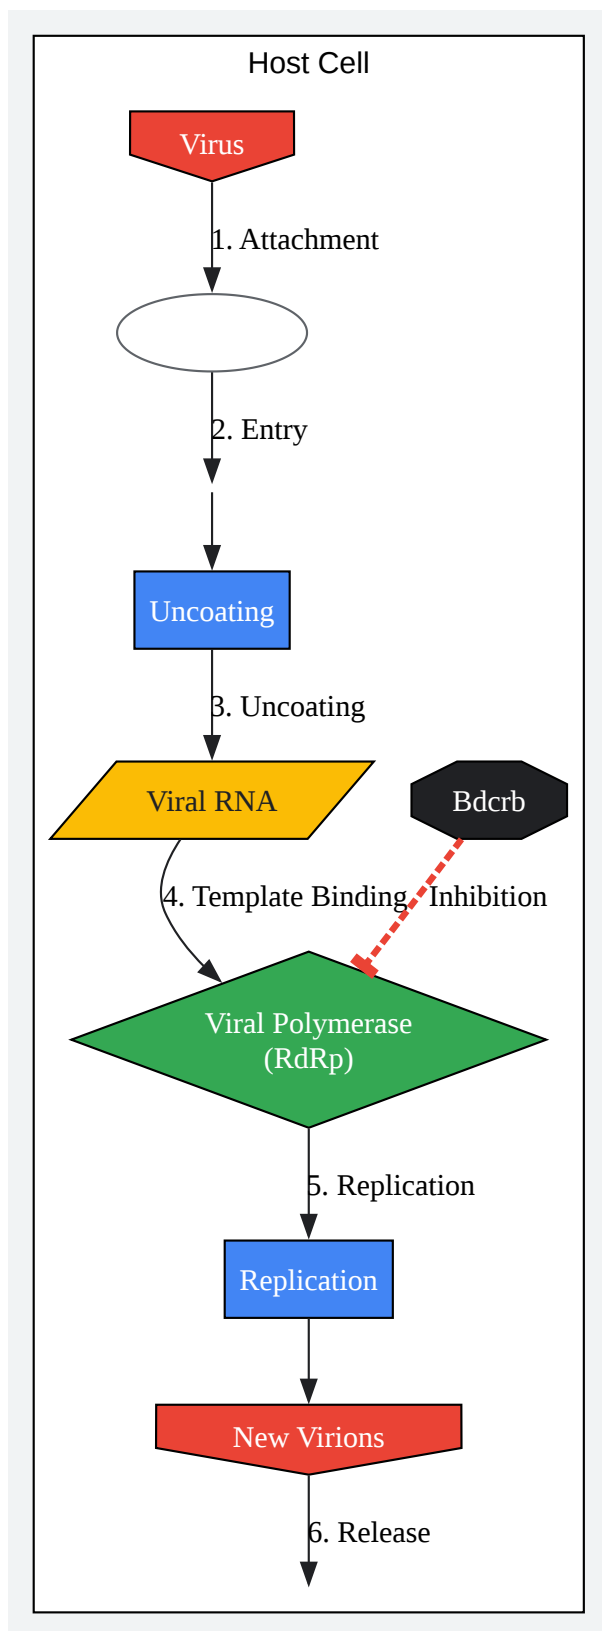 Host Cell
Virus
1. Attachment
2. Entry
Uncoating
3. Uncoating
Viral RNA
Bdcrb
4. Template Binding
Inhibition
Viral Polymerase
(RdRp)
5. Replication
Replication
New Virions
6. Release